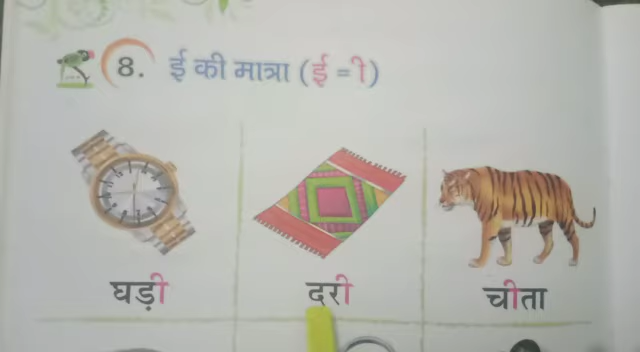 8. ई की मात्रा (ई = ी)
घड़ी दरी चीता